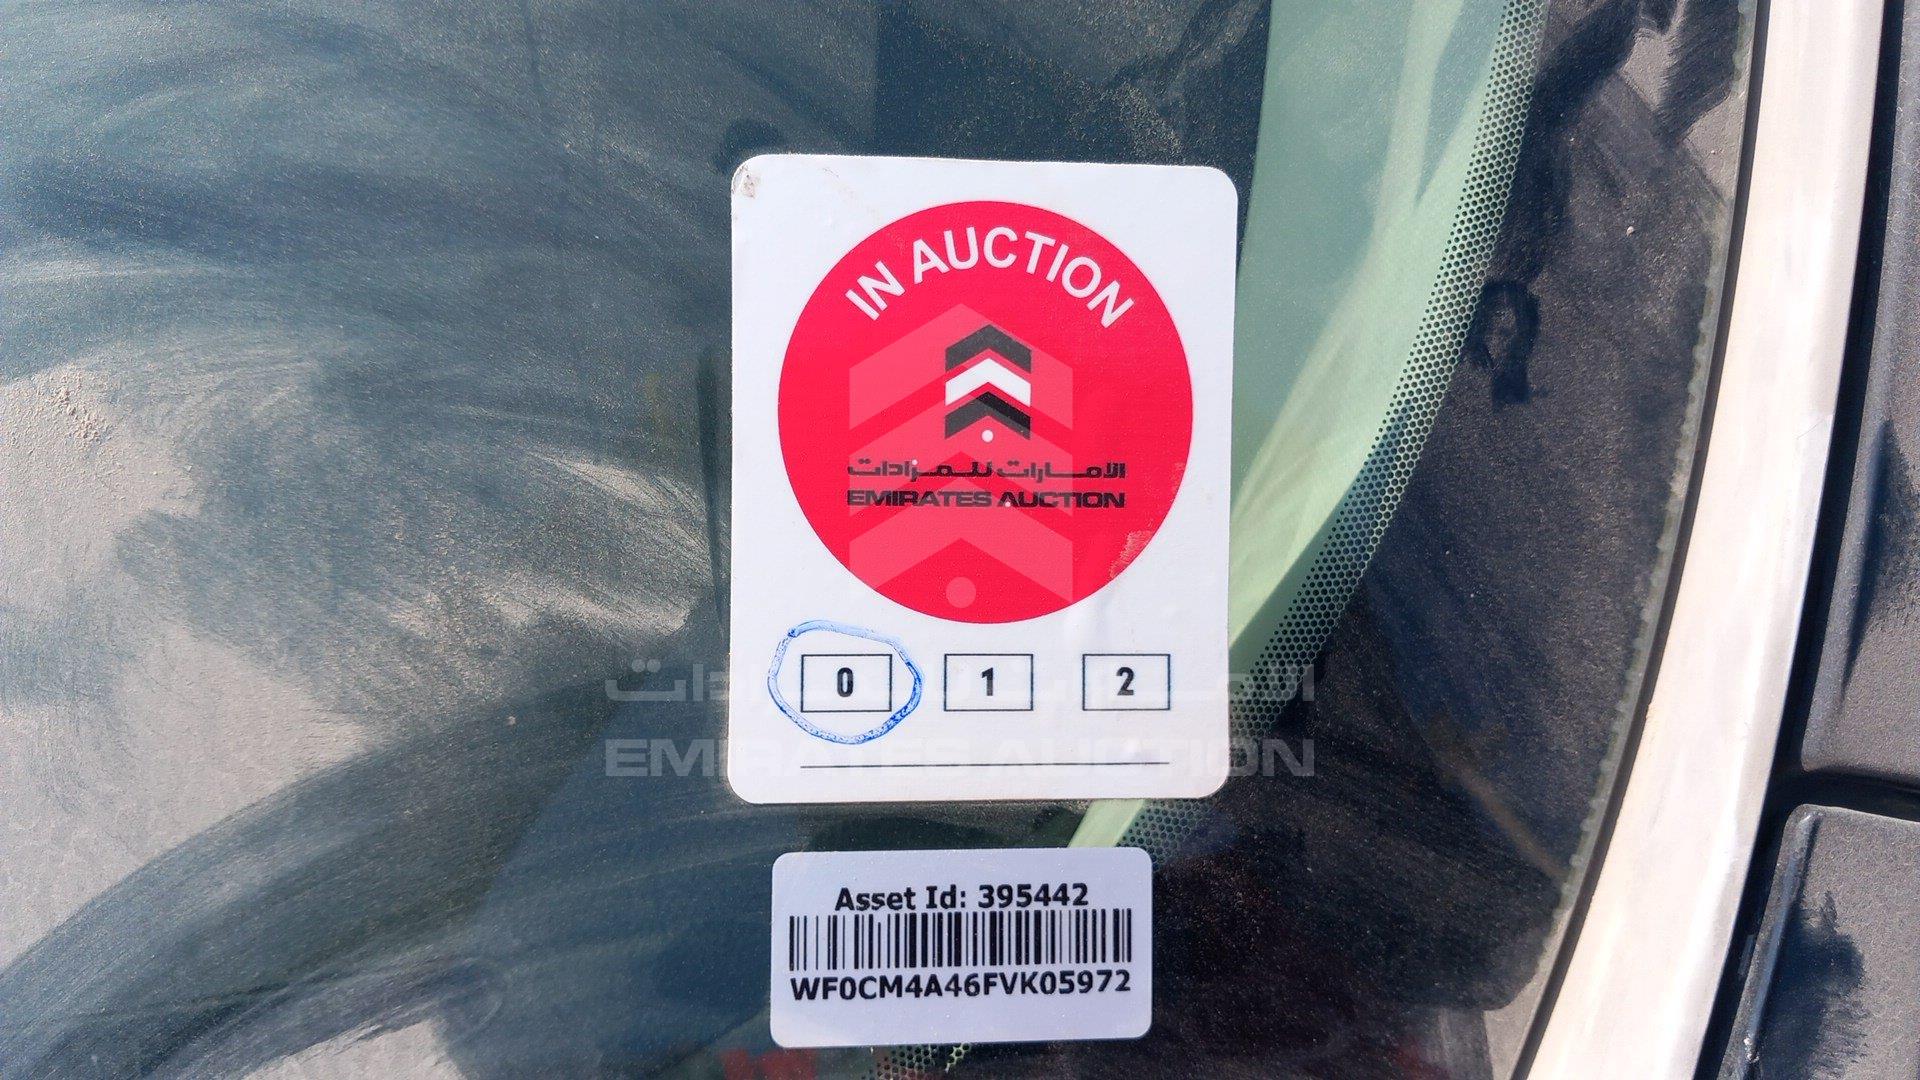 IN AUCTION
الامارات للمزادات
EMIRATES AUCTION
0 1 2
الامارات للمزادات
EMIRATES AUCTION
Asset Id: 395442
WF0CM4A46FVK05972